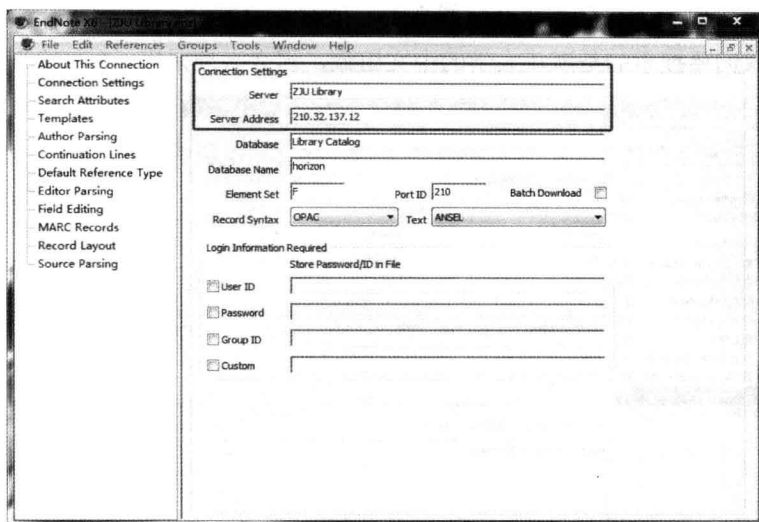 EndNote X6 - [ZJU Library.enz]
File Edit References Groups Tools Window Help
About This Connection
Connection Settings
Search Attributes
Templates
Author Parsing
Continuation Lines
Default Reference Type
Editor Parsing
Field Editing
MARC Records
Record Layout
Source Parsing
Connection Settings
Server ZJU Library
Server Address 210.32.137.12
Database Library Catalog
Database Name horizon
Element Set F Port ID 210 Batch Download
Record Syntax OPAC Text ANSEL
Login Information Required
Store Password/ID in File
User ID
Password
Group ID
Custom